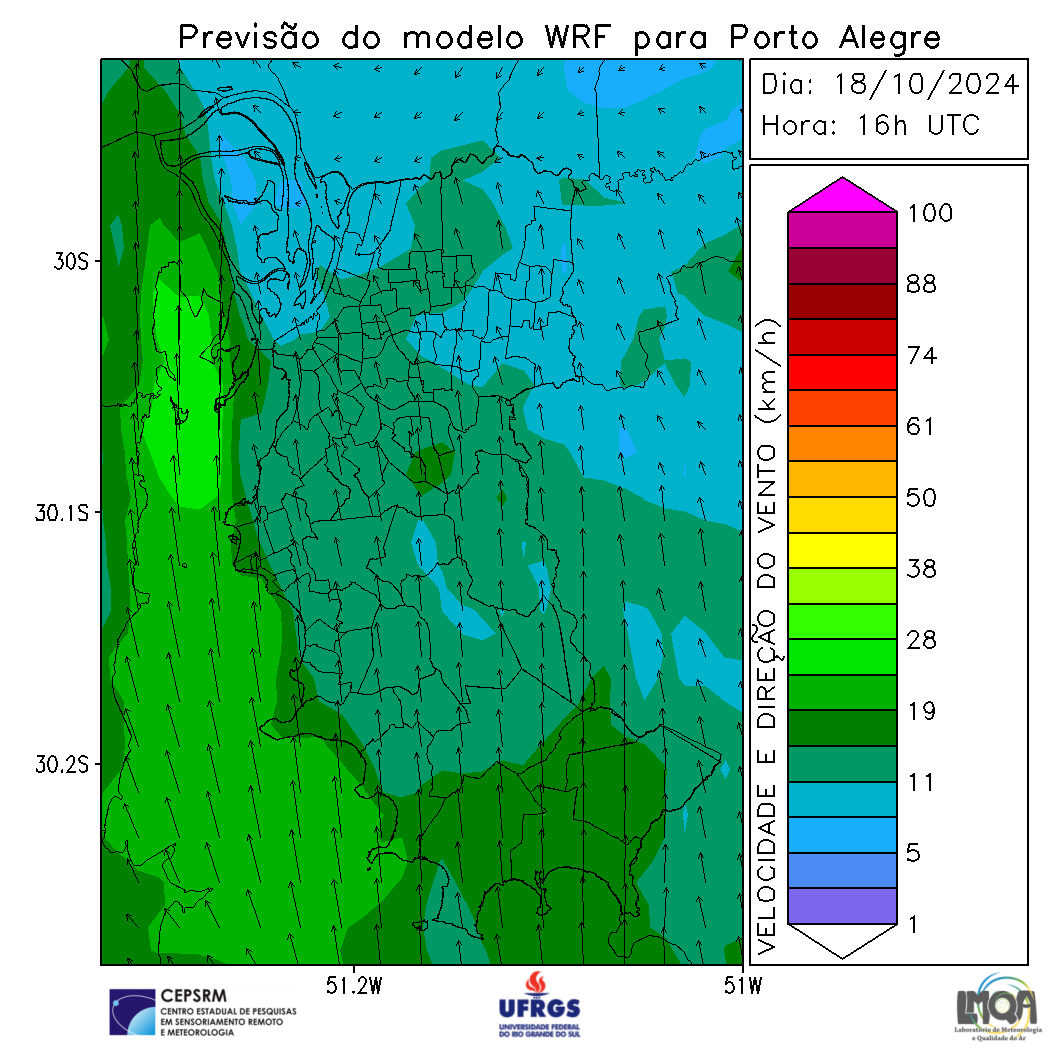 Previsão do modelo WRF para Porto Alegre
Dia: 18/10/2024
Hora: 16h UTC
30S
30.1S
30.2S
51.2W
51W
VELOCIDADE E DIREÇÃO DO VENTO (km/h)
100
88
74
61
50
38
28
19
11
5
1
CEPSRM
CENTRO ESTADUAL DE PESQUISAS
EM SENSORIAMENTO REMOTO
E METEOROLOGIA
UFRGS
UNIVERSIDADE FEDERAL
DO RIO GRANDE DO SUL
LMQA
Laboratório de Meteorologia
e Qualidade do Ar